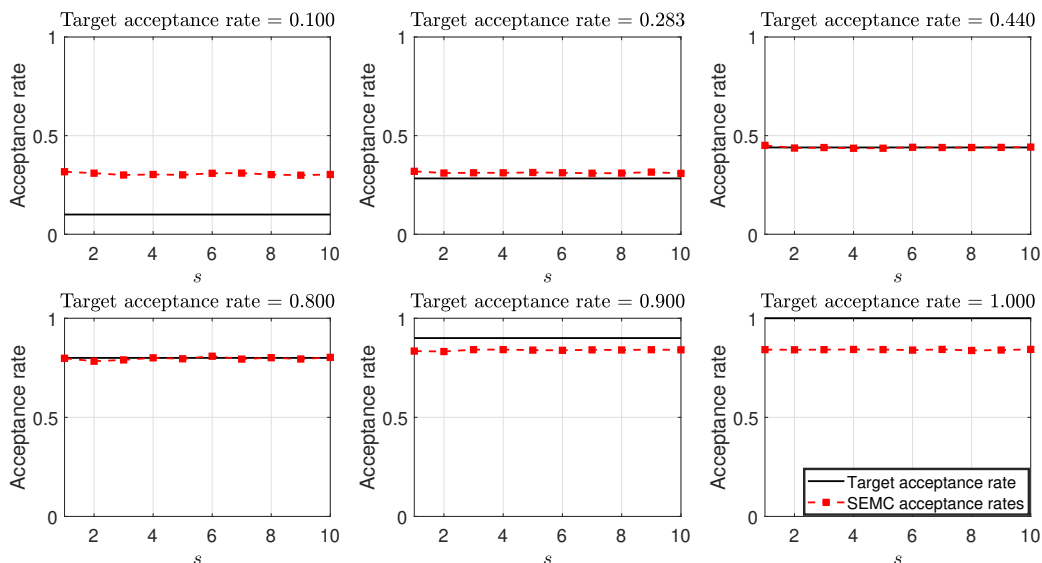 Target acceptance rate = 0.100
Acceptance rate
1
0.5
0
2 4 6 8 10
s
Target acceptance rate = 0.283
Acceptance rate
1
0.5
0
2 4 6 8 10
s
Target acceptance rate = 0.440
Acceptance rate
1
0.5
0
2 4 6 8 10
s
Target acceptance rate = 0.800
Acceptance rate
1
0.5
0
2 4 6 8 10
s
Target acceptance rate = 0.900
Acceptance rate
1
0.5
0
2 4 6 8 10
s
Target acceptance rate = 1.000
Acceptance rate
1
0.5
0
Target acceptance rate
SEMC acceptance rates
2 4 6 8 10
s